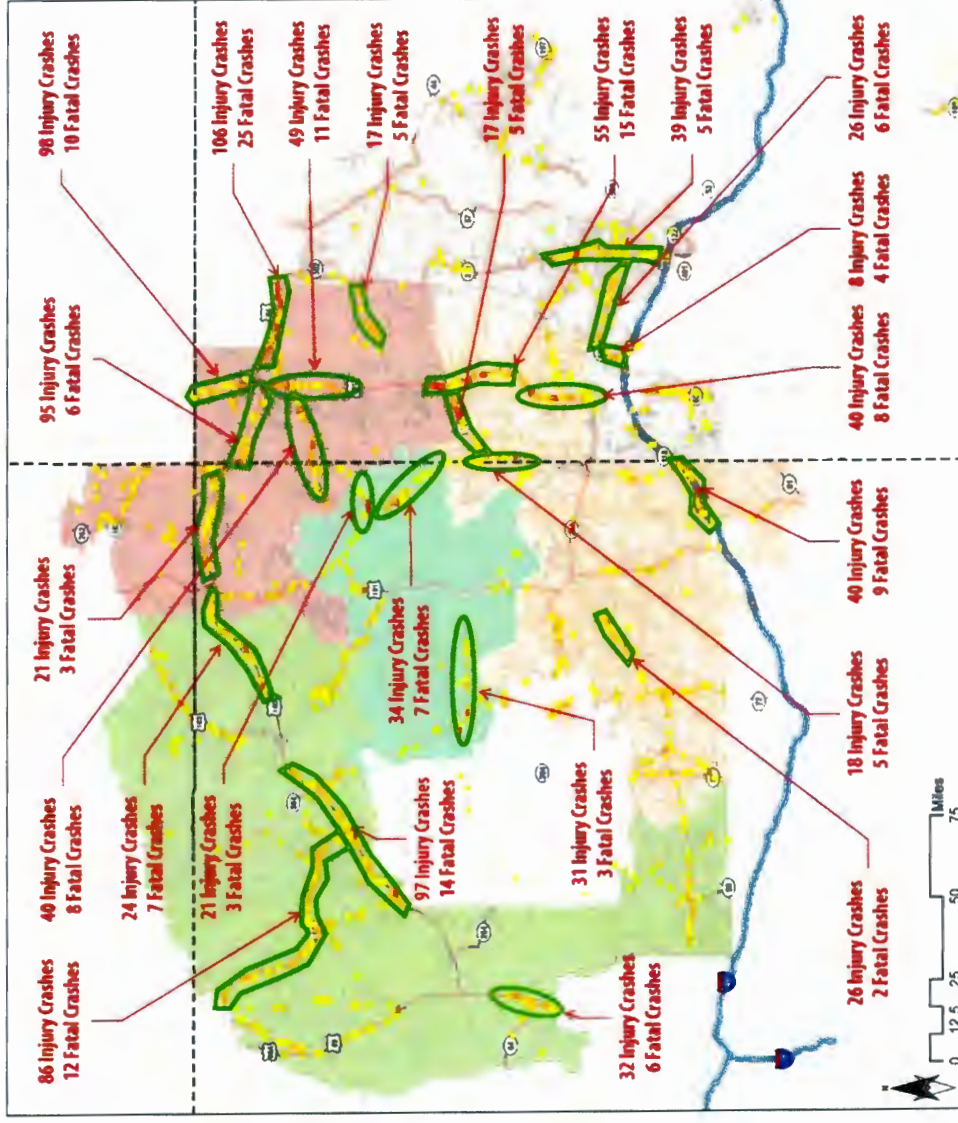 86 Injury Crashes
12 Fatal Crashes
40 Injury Crashes
8 Fatal Crashes
21 Injury Crashes
3 Fatal Crashes
95 Injury Crashes
6 Fatal Crashes
98 Injury Crashes
10 Fatal Crashes
24 Injury Crashes
7 Fatal Crashes
21 Injury Crashes
3 Fatal Crashes
106 Injury Crashes
25 Fatal Crashes
49 Injury Crashes
11 Fatal Crashes
17 Injury Crashes
5 Fatal Crashes
34 Injury Crashes
7 Fatal Crashes
97 Injury Crashes
14 Fatal Crashes
17 Injury Crashes
5 Fatal Crashes
31 Injury Crashes
3 Fatal Crashes
55 Injury Crashes
15 Fatal Crashes
32 Injury Crashes
6 Fatal Crashes
39 Injury Crashes
5 Fatal Crashes
26 Injury Crashes
2 Fatal Crashes
18 Injury Crashes
5 Fatal Crashes
40 Injury Crashes
9 Fatal Crashes
40 Injury Crashes
8 Fatal Crashes
8 Injury Crashes
4 Fatal Crashes
26 Injury Crashes
6 Fatal Crashes
N
Miles
0 12.5 25 50 75